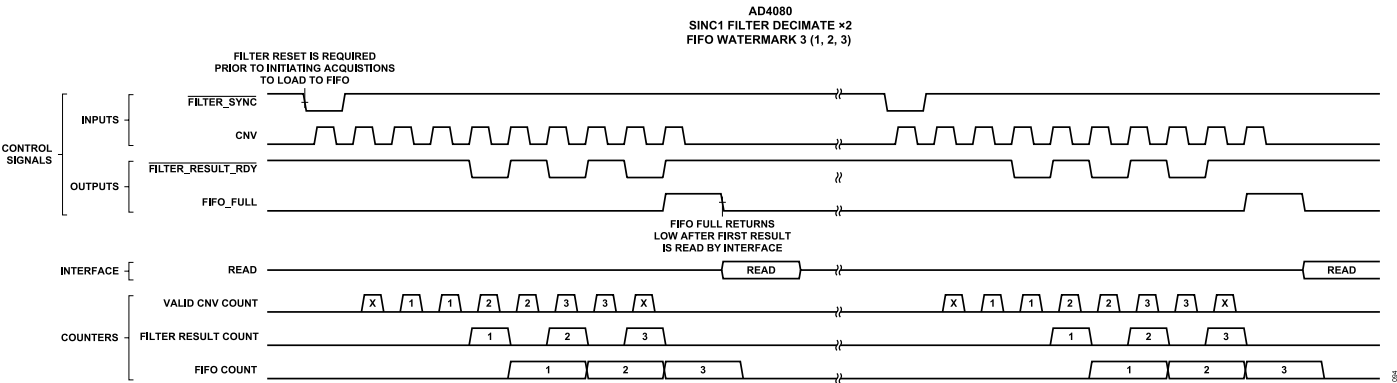 AD4080
SINC1 FILTER DECIMATE ×2
FIFO WATERMARK 3 (1, 2, 3)
FILTER RESET IS REQUIRED
PRIOR TO INITIATING ACQUISTIONS
TO LOAD TO FIFO
CONTROL
SIGNALS
INPUTS
FILTER_SYNC
CNV
OUTPUTS
FILTER_RESULT_RDY
FIFO_FULL
FIFO FULL RETURNS
LOW AFTER FIRST RESULT
IS READ BY INTERFACE
INTERFACE
READ
READ
READ
COUNTERS
VALID CNV COUNT
X 1 1 2 2 3 3 X X 1 1 2 2 3 3 X
FILTER RESULT COUNT
1 2 3 1 2 3
FIFO COUNT
1 2 3 1 2 3
094